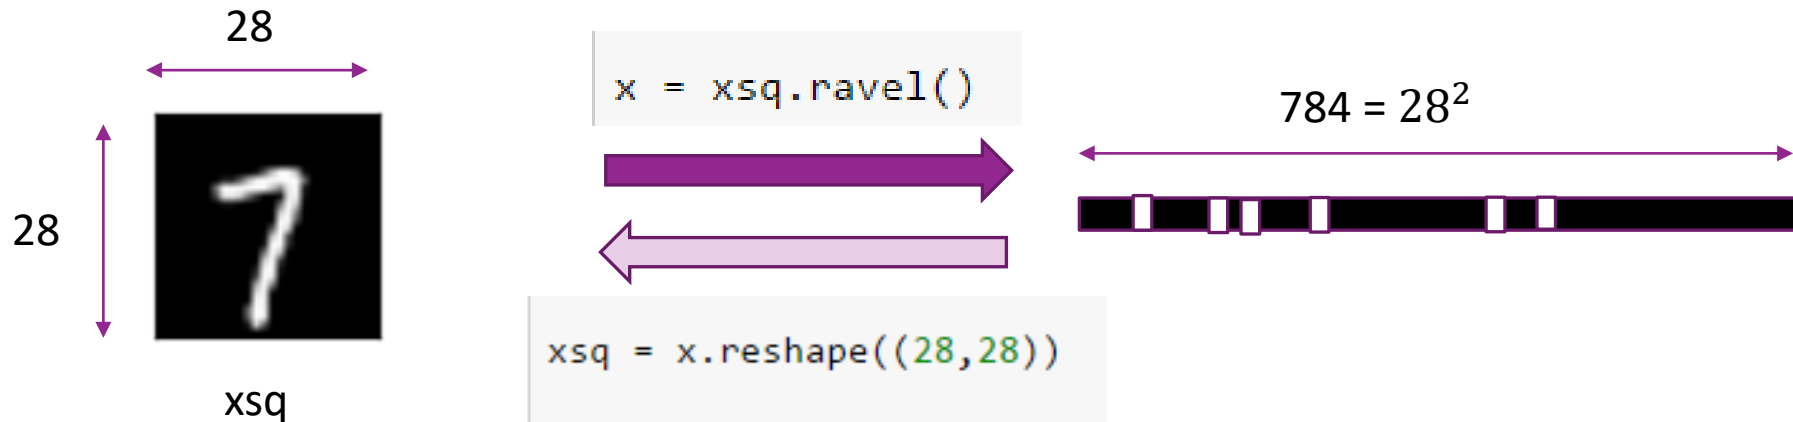 28
28
xsq
x = xsq.ravel()
xsq = x.reshape((28,28))
784 = 28²